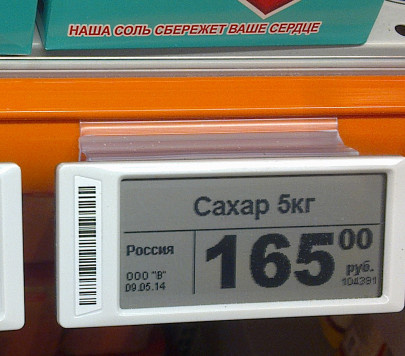 НАША СОЛЬ СБЕРЕЖЕТ ВАШЕ СЕРДЦЕ
Сахар 5кг
Россия
165 00
руб.
ООО "В"
09.05.14
104391